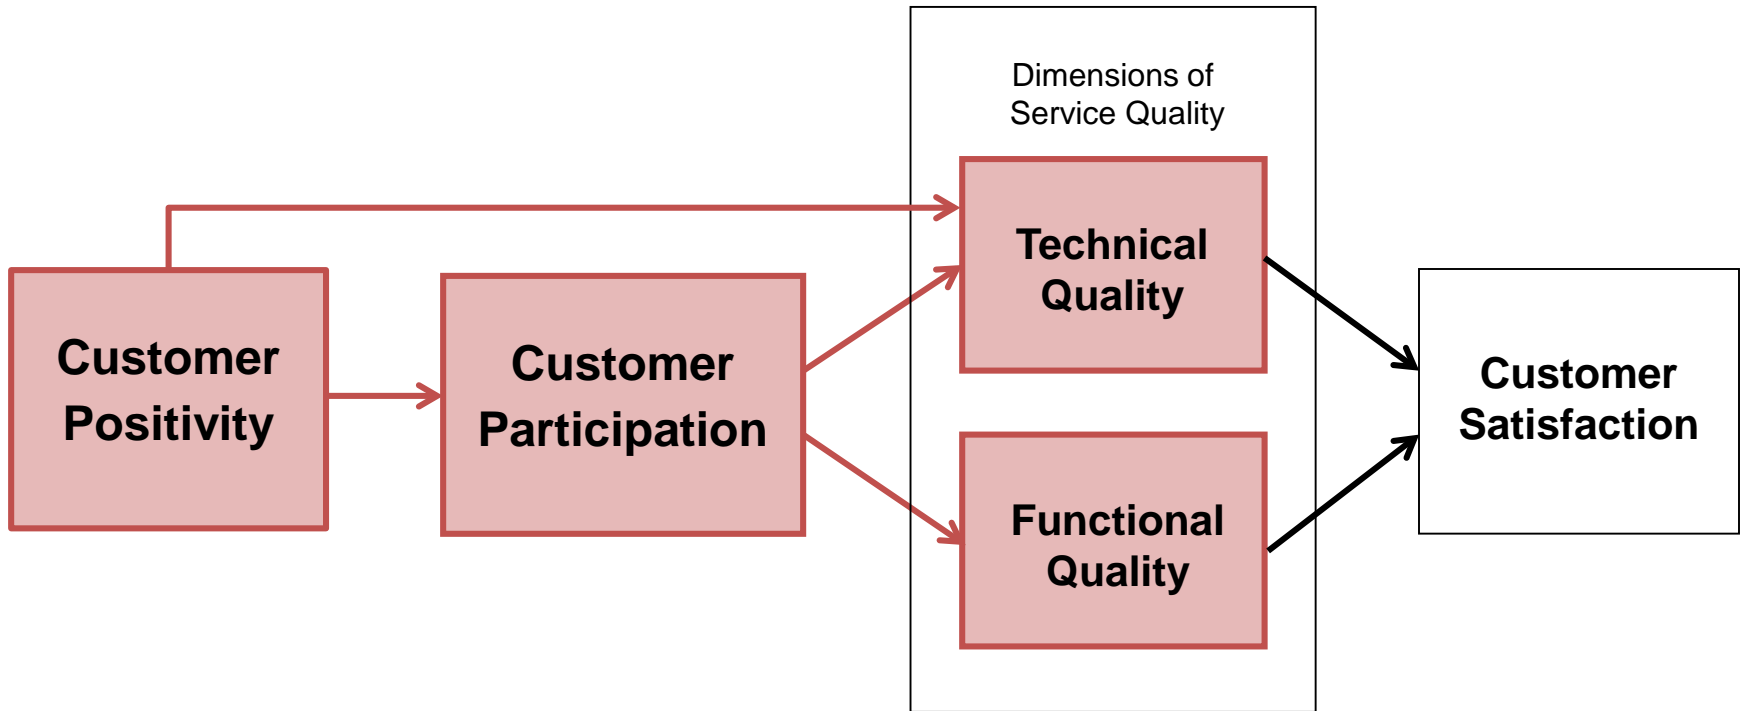 Dimensions of
Service Quality
Technical
Quality
Customer
Positivity
Customer
Participation
Customer
Satisfaction
Functional
Quality